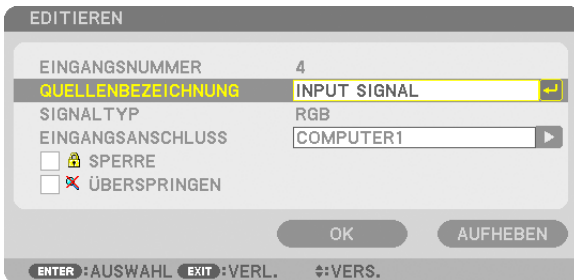 EDITIEREN
EINGANGSNUMMER 4
QUELLENBEZEICHNUNG INPUT SIGNAL
SIGNALTYP RGB
EINGANGSANSCHLUSS COMPUTER1
SPERRE
ÜBERSPRINGEN
OK AUFHEBEN
ENTER:AUSWAHL EXIT:VERL. :VERS.